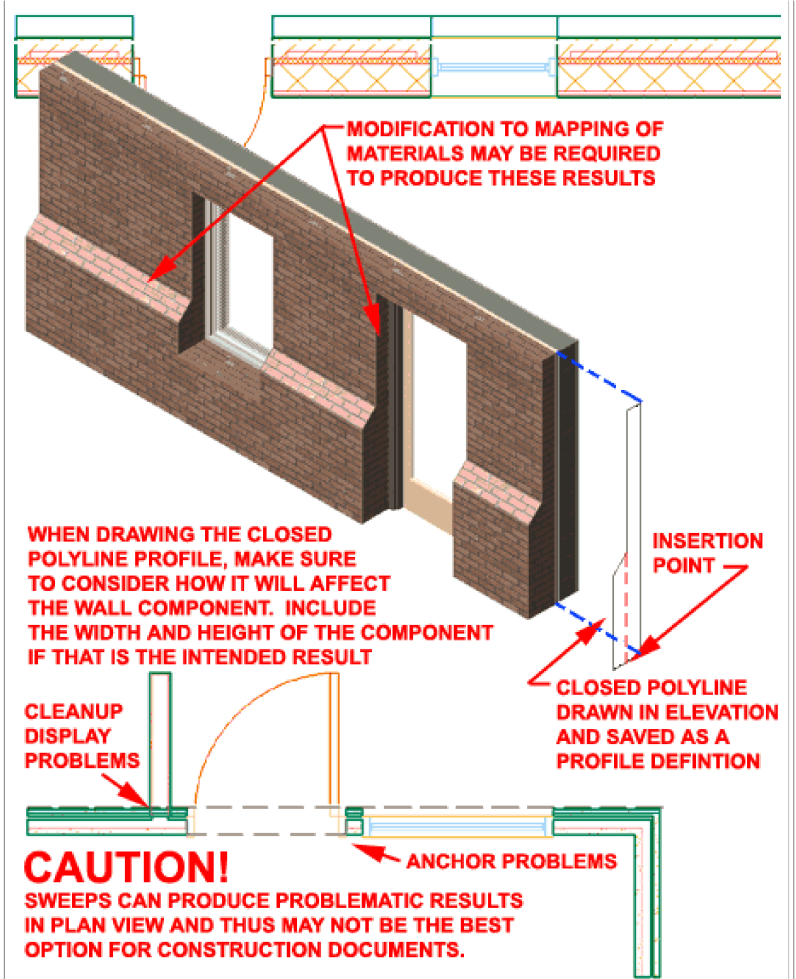 MODIFICATION TO MAPPING OF
MATERIALS MAY BE REQUIRED
TO PRODUCE THESE RESULTS
WHEN DRAWING THE CLOSED
POLYLINE PROFILE, MAKE SURE
TO CONSIDER HOW IT WILL AFFECT
THE WALL COMPONENT. INCLUDE
THE WIDTH AND HEIGHT OF THE COMPONENT
IF THAT IS THE INTENDED RESULT
INSERTION
POINT
CLOSED POLYLINE
DRAWN IN ELEVATION
AND SAVED AS A
PROFILE DEFINTION
CLEANUP
DISPLAY
PROBLEMS
ANCHOR PROBLEMS
CAUTION!
SWEEPS CAN PRODUCE PROBLEMATIC RESULTS
IN PLAN VIEW AND THUS MAY NOT BE THE BEST
OPTION FOR CONSTRUCTION DOCUMENTS.